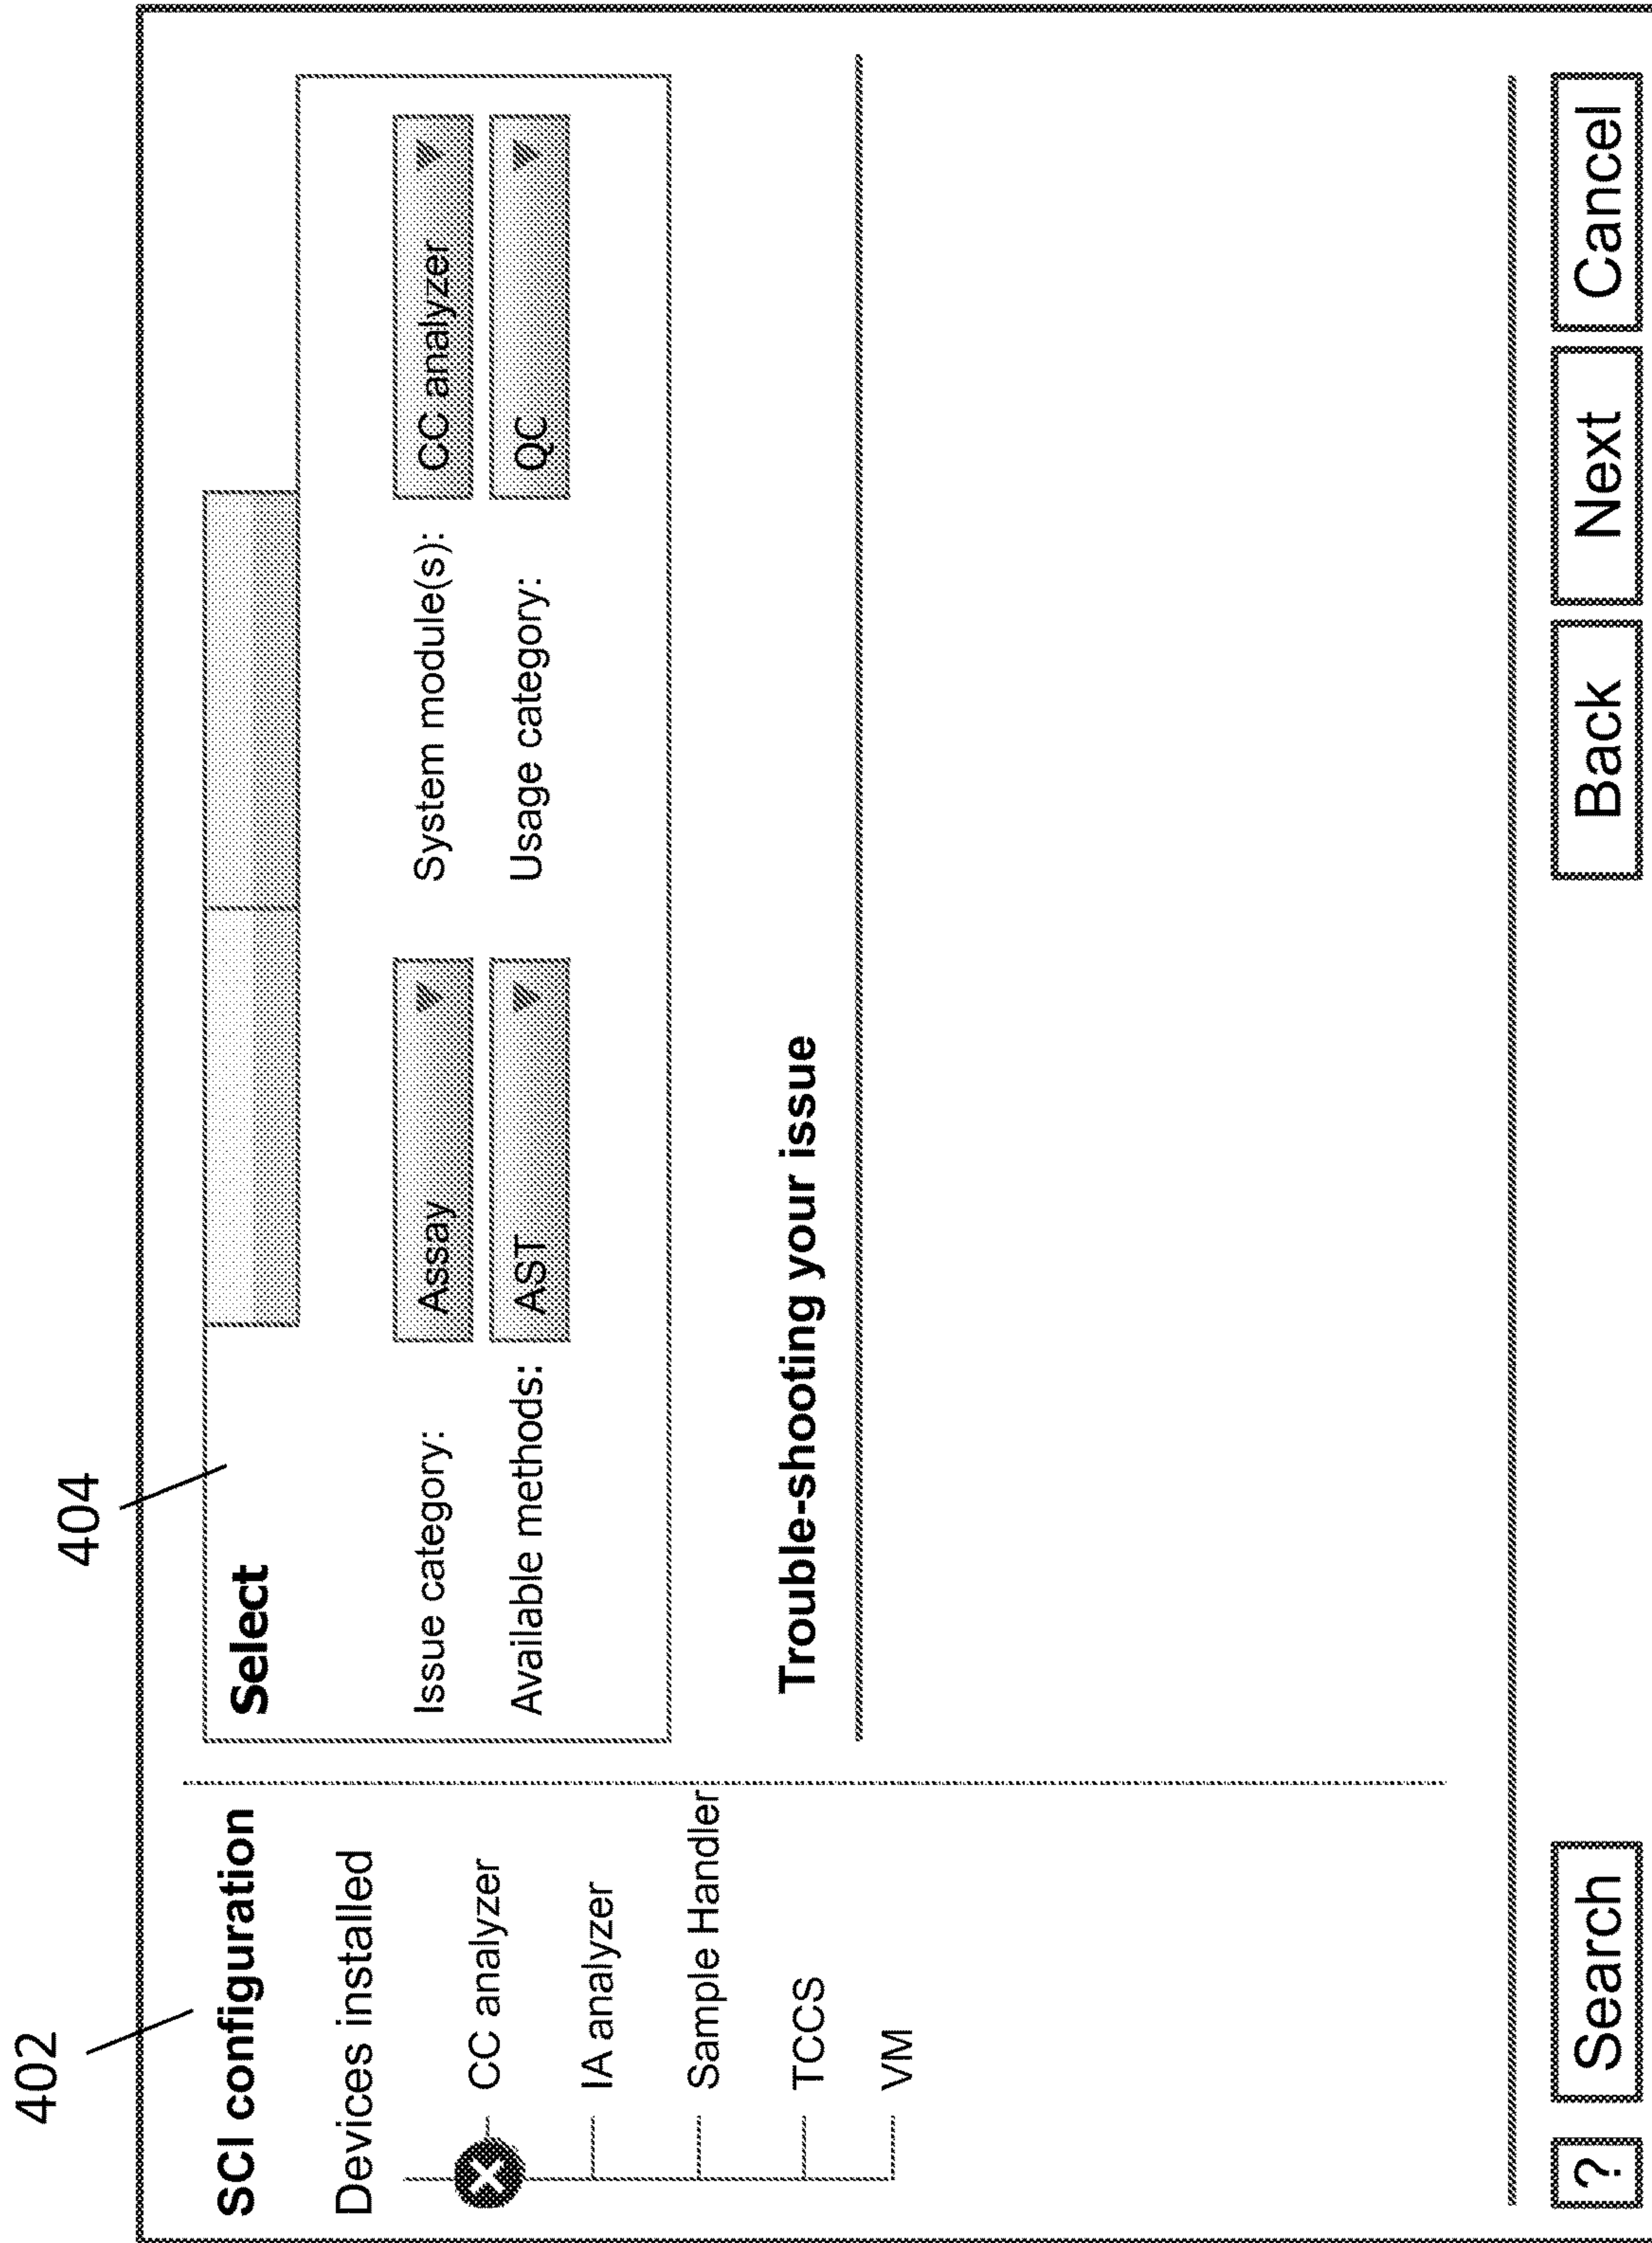 402
404
SCI configuration
Devices installed
CC analyzer
IA analyzer
Sample Handler
TCCS
VM
Select
Issue category: Assay System module(s): CC analyzer
Available methods: AST Usage category: QC
Trouble-shooting your issue
? Search Back Next Cancel